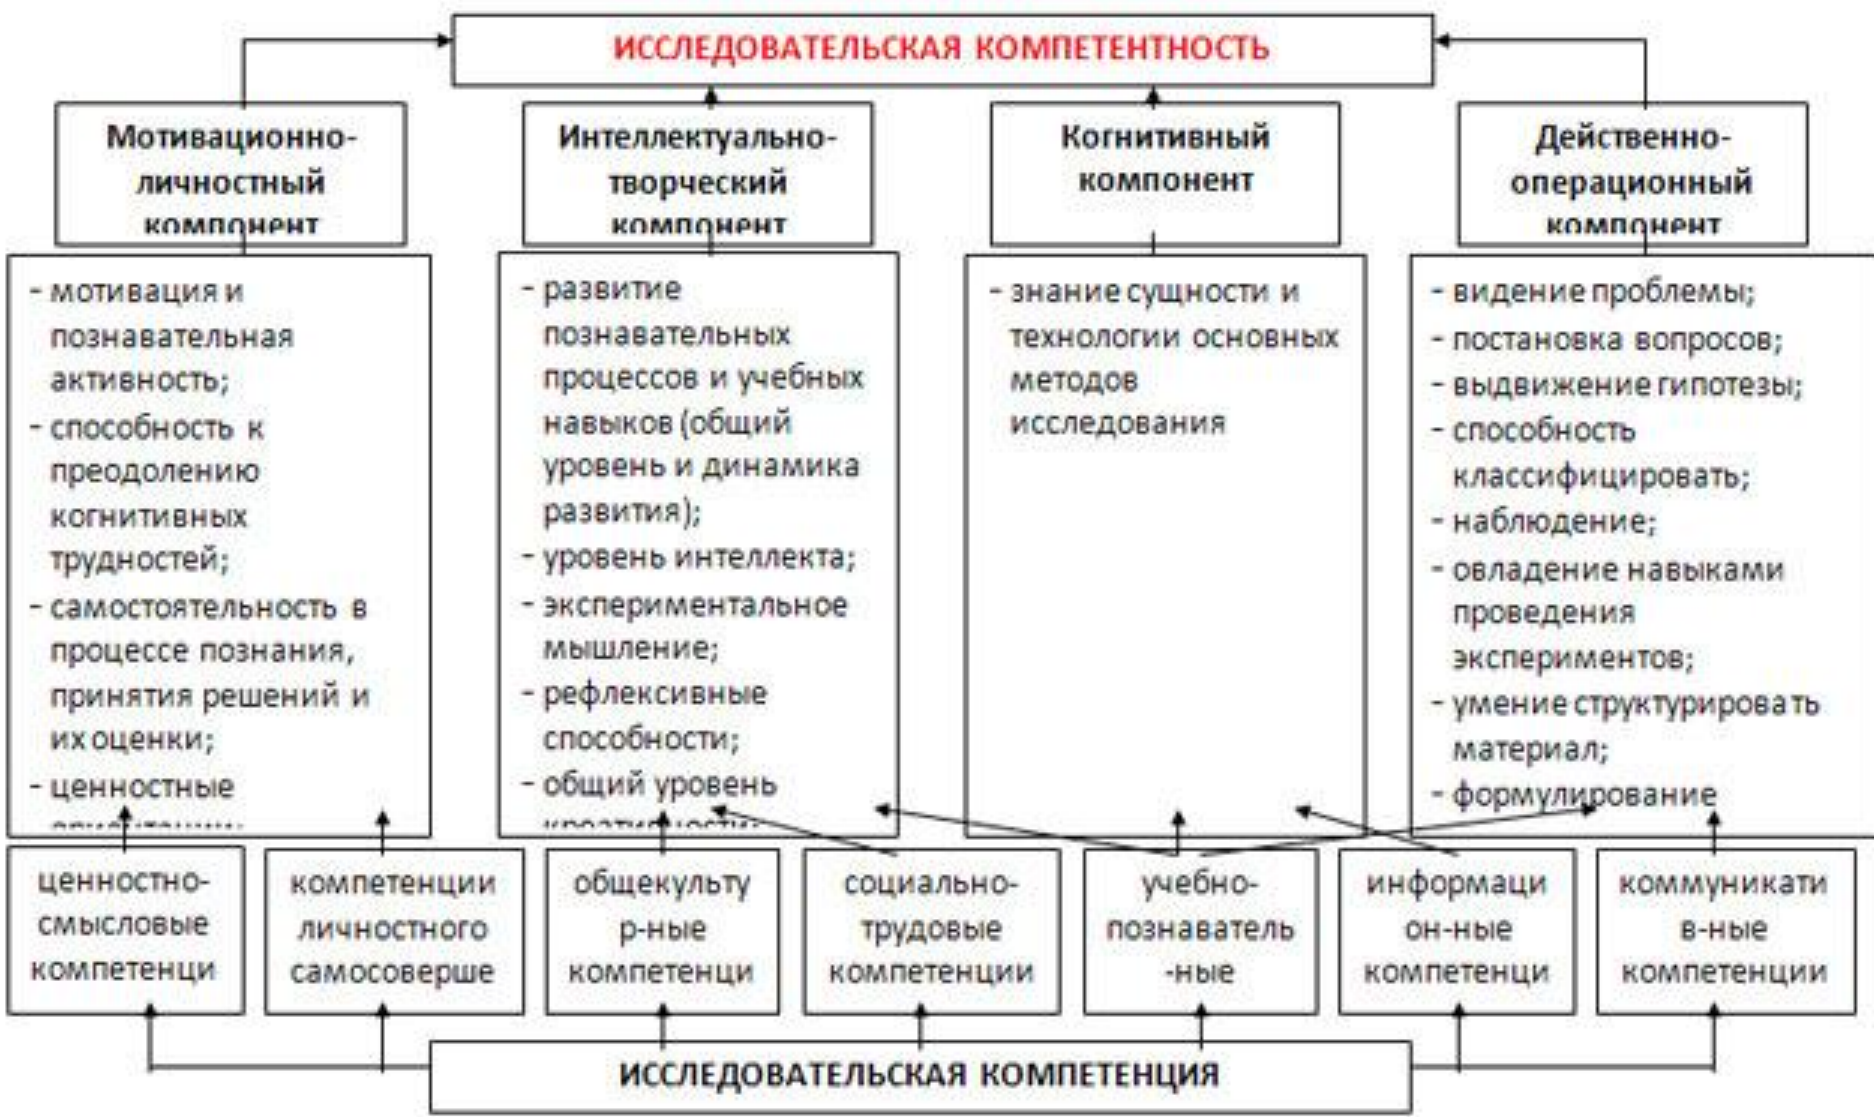 ИССЛЕДОВАТЕЛЬСКАЯ КОМПЕТЕНТНОСТЬ
Мотивационно-
личностный
компонент
Интеллектуально-
творческий
компонент
Когнитивный
компонент
Действенно-
операционный
компонент
- мотивация и
познавательная
активность;
- способность к
преодолению
когнитивных
трудностей;
- самостоятельность в
процессе познания,
принятия решений и
их оценки;
- ценностные
- развитие
познавательных
процессов и учебных
навыков (общий
уровень и динамика
развития);
- уровень интеллекта;
- экспериментальное
мышление;
- рефлексивные
способности;
- общий уровень
креативности;
- знание сущности и
технологии основных
методов
исследования
- видение проблемы;
- постановка вопросов;
- выдвижение гипотезы;
- способность
классифицировать;
- наблюдение;
- овладение навыками
проведения
экспериментов;
- умение структурировать
материал;
- формулирование
ценностно-
смысловые
компетенци
компетенции
личностного
самосоверше
общекульту
р-ные
компетенци
социально-
трудовые
компетенции
учебно-
познаватель
-ные
информаци
он-ные
компетенци
коммуникати
в-ные
компетенции
ИССЛЕДОВАТЕЛЬСКАЯ КОМПЕТЕНЦИЯ